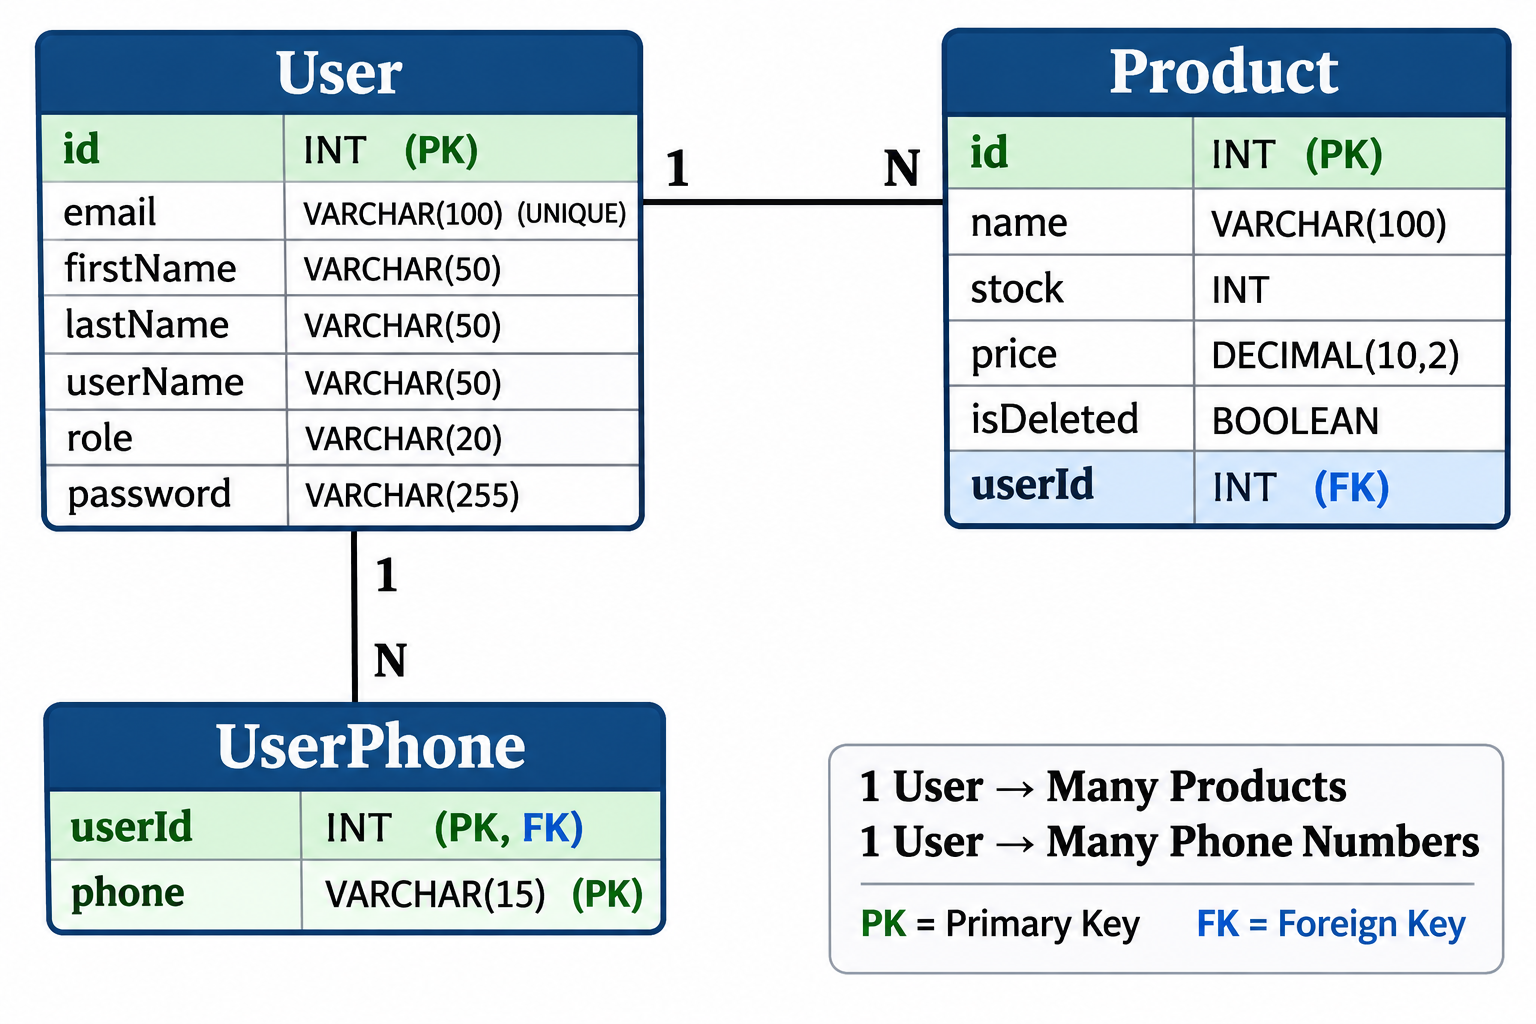 User
id INT (PK)
email VARCHAR(100) (UNIQUE)
firstName VARCHAR(50)
lastName VARCHAR(50)
userName VARCHAR(50)
role VARCHAR(20)
password VARCHAR(255)
1 N
Product
id INT (PK)
name VARCHAR(100)
stock INT
price DECIMAL(10,2)
isDeleted BOOLEAN
userId INT (FK)
1
N
UserPhone
userId INT (PK, FK)
phone VARCHAR(15) (PK)
1 User → Many Products
1 User → Many Phone Numbers
PK = Primary Key FK = Foreign Key